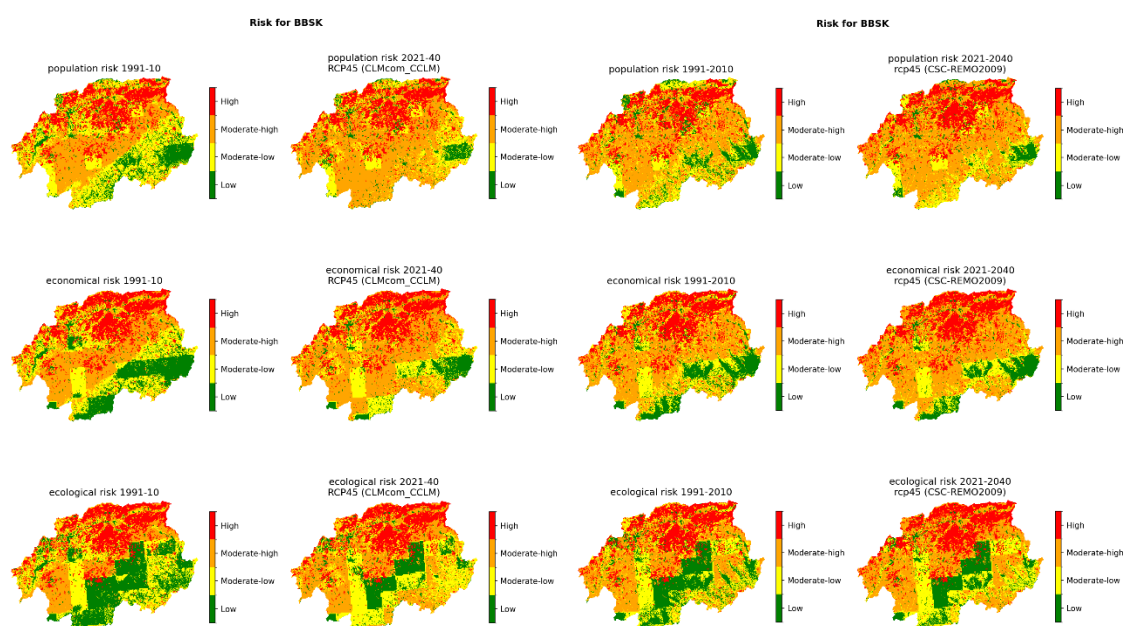 Risk for BBSK
Risk for BBSK
population risk 1991-10
High
Moderate-high
Moderate-low
Low
population risk 2021-40
RCP45 (CLMcom_CCLM)
High
Moderate-high
Moderate-low
Low
population risk 1991-2010
High
Moderate-high
Moderate-low
Low
population risk 2021-2040
rcp45 (CSC-REMO2009)
High
Moderate-high
Moderate-low
Low
economical risk 1991-10
High
Moderate-high
Moderate-low
Low
economical risk 2021-40
RCP45 (CLMcom_CCLM)
High
Moderate-high
Moderate-low
Low
economical risk 1991-2010
High
Moderate-high
Moderate-low
Low
economical risk 2021-2040
rcp45 (CSC-REMO2009)
High
Moderate-high
Moderate-low
Low
ecological risk 1991-10
High
Moderate-high
Moderate-low
Low
ecological risk 2021-40
RCP45 (CLMcom_CCLM)
High
Moderate-high
Moderate-low
Low
ecological risk 1991-2010
High
Moderate-high
Moderate-low
Low
ecological risk 2021-2040
rcp45 (CSC-REMO2009)
High
Moderate-high
Moderate-low
Low